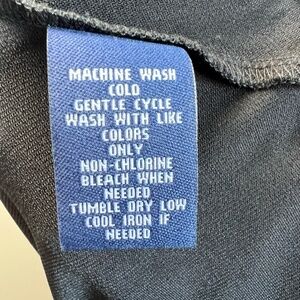 MACHINE WASH
COLD
GENTLE CYCLE
WASH WITH LIKE
COLORS
ONLY
NON-CHLORINE
BLEACH WHEN
NEEDED
TUMBLE DRY LOW
COOL IRON IF
NEEDED